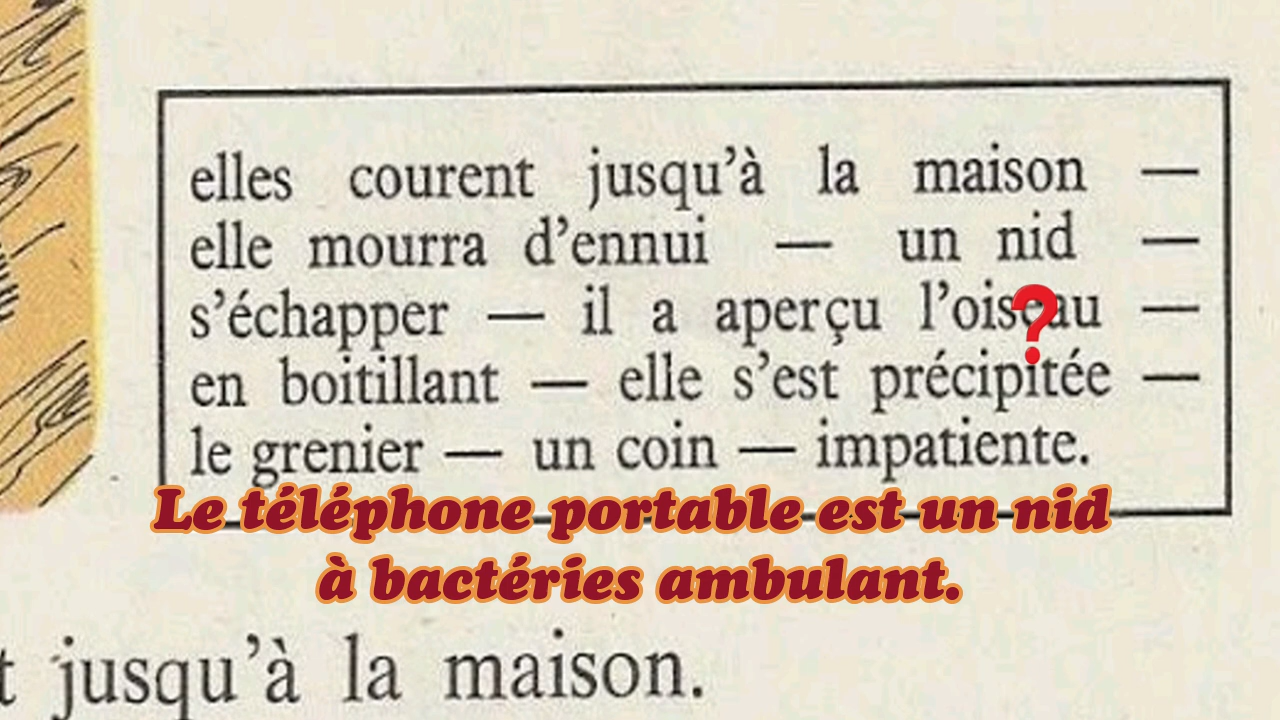 elles courent jusqu'à la maison —
elle mourra d'ennui — un nid —
s'échapper — il a aperçu l'oiseau —
en boitillant — elle s'est précipitée —
le grenier — un coin — impatiente.
Le téléphone portable est un nid
à bactéries ambulant.
t jusqu'à la maison.